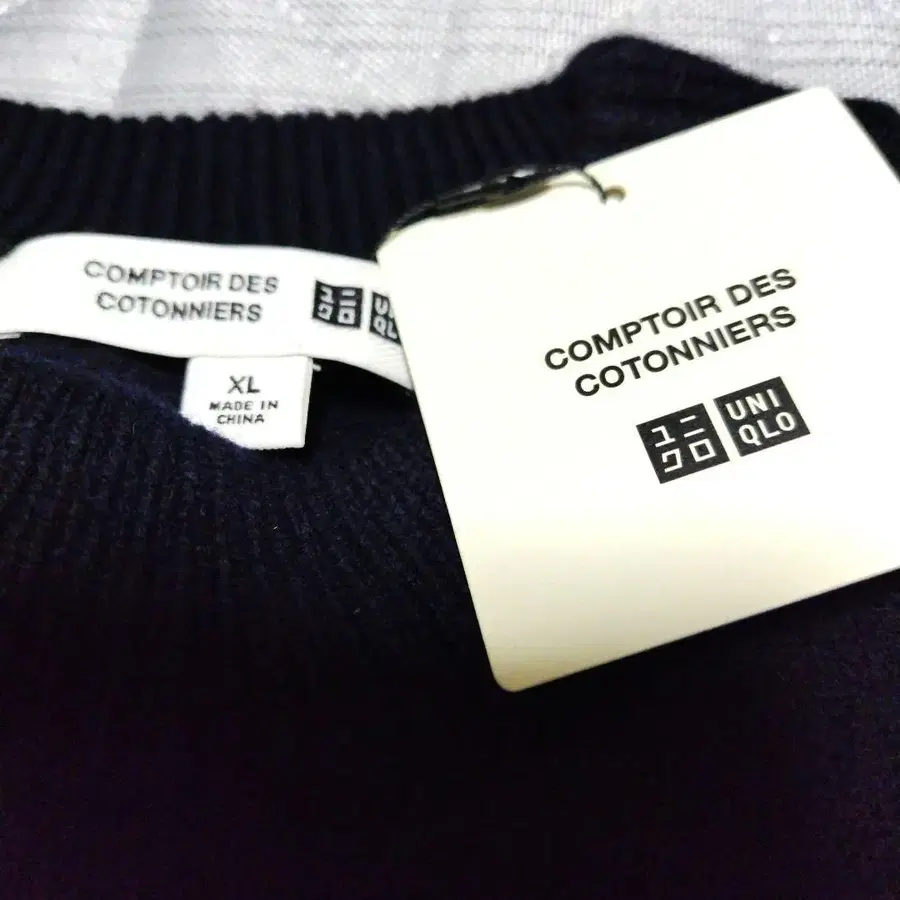 COMPTOIR DES
COTONNIERS
ユニ
クロ
UNI
QLO
XL
MADE IN
CHINA
COMPTOIR DES
COTONNIERS
ユニ
クロ
UNI
QLO